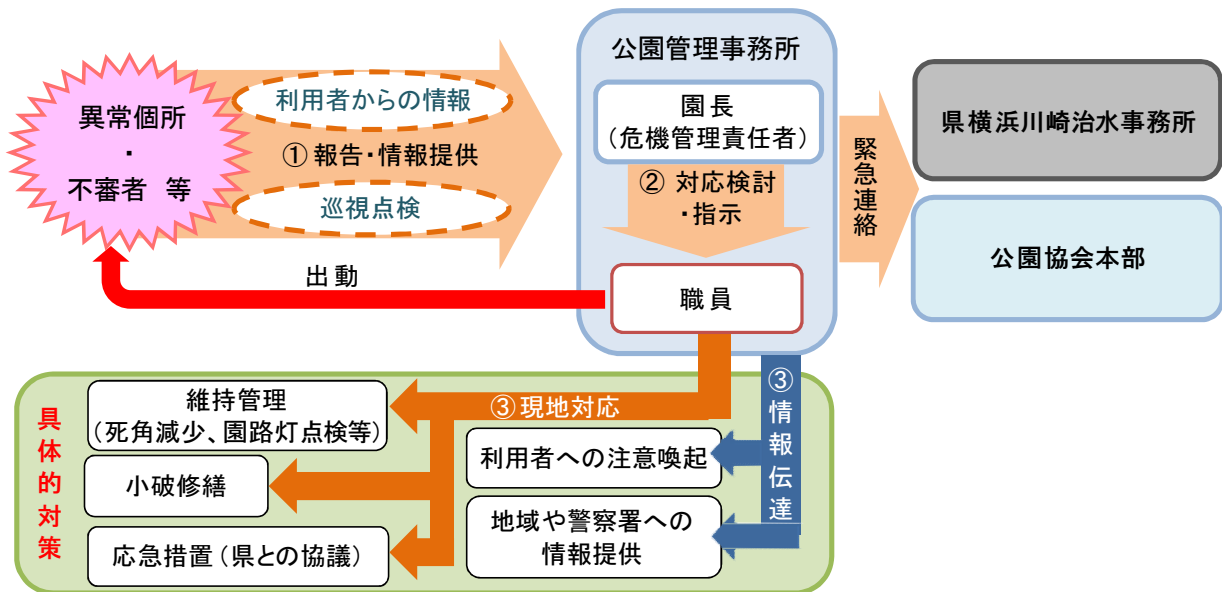 異常個所
・
不審者 等
利用者からの情報
① 報告・情報提供
巡視点検
出動
公園管理事務所
園長
(危機管理責任者)
② 対応検討
・指示
職員
緊急連絡
県横浜川崎治水事務所
公園協会本部
具体的対策
維持管理
(死角減少、園路灯点検等)
小破修繕
応急措置(県との協議)
③ 現地対応
利用者への注意喚起
地域や警察署への
情報提供
③情報伝達